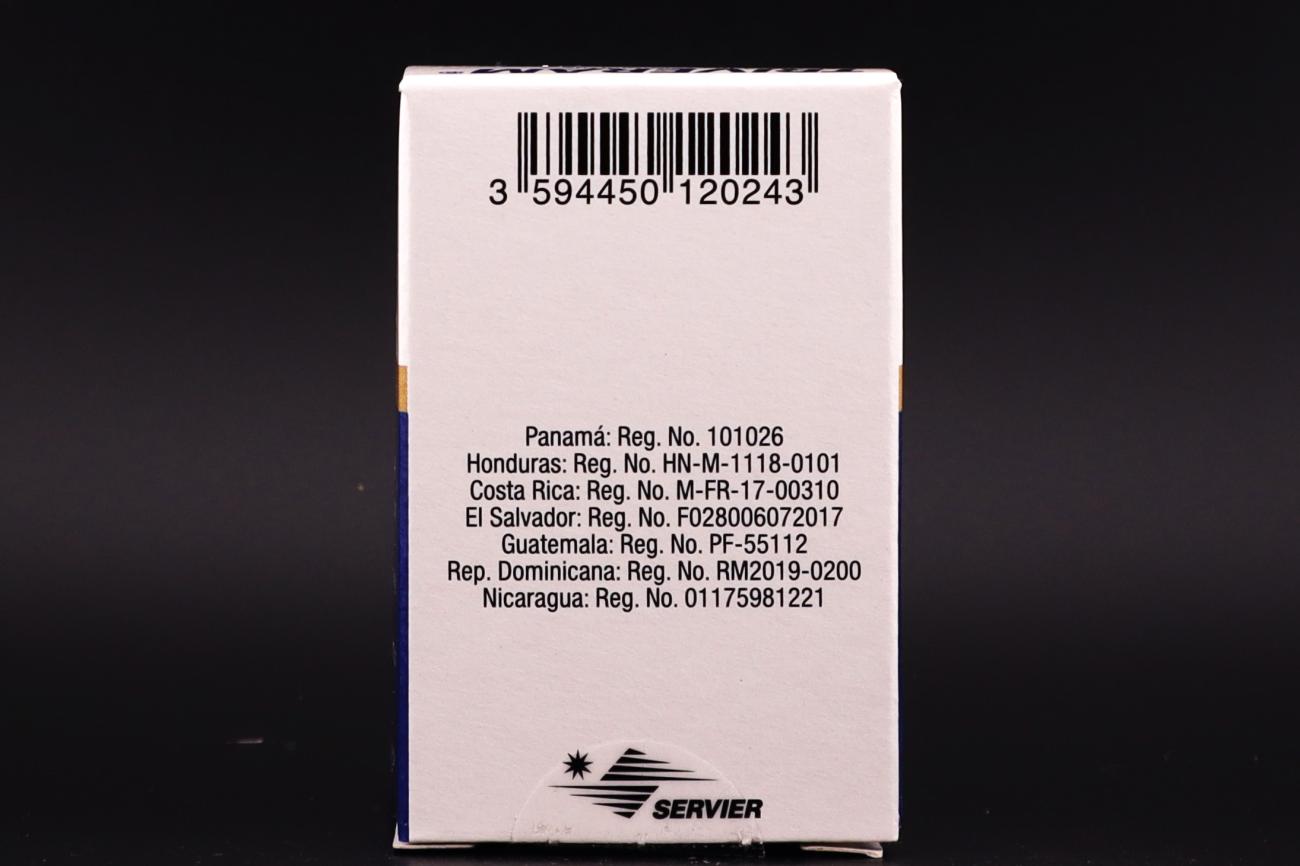 3 594450 120243
Panamá: Reg. No. 101026
Honduras: Reg. No. HN-M-1118-0101
Costa Rica: Reg. No. M-FR-17-00310
El Salvador: Reg. No. F028006072017
Guatemala: Reg. No. PF-55112
Rep. Dominicana: Reg. No. RM2019-0200
Nicaragua: Reg. No. 01175981221
SERVIER